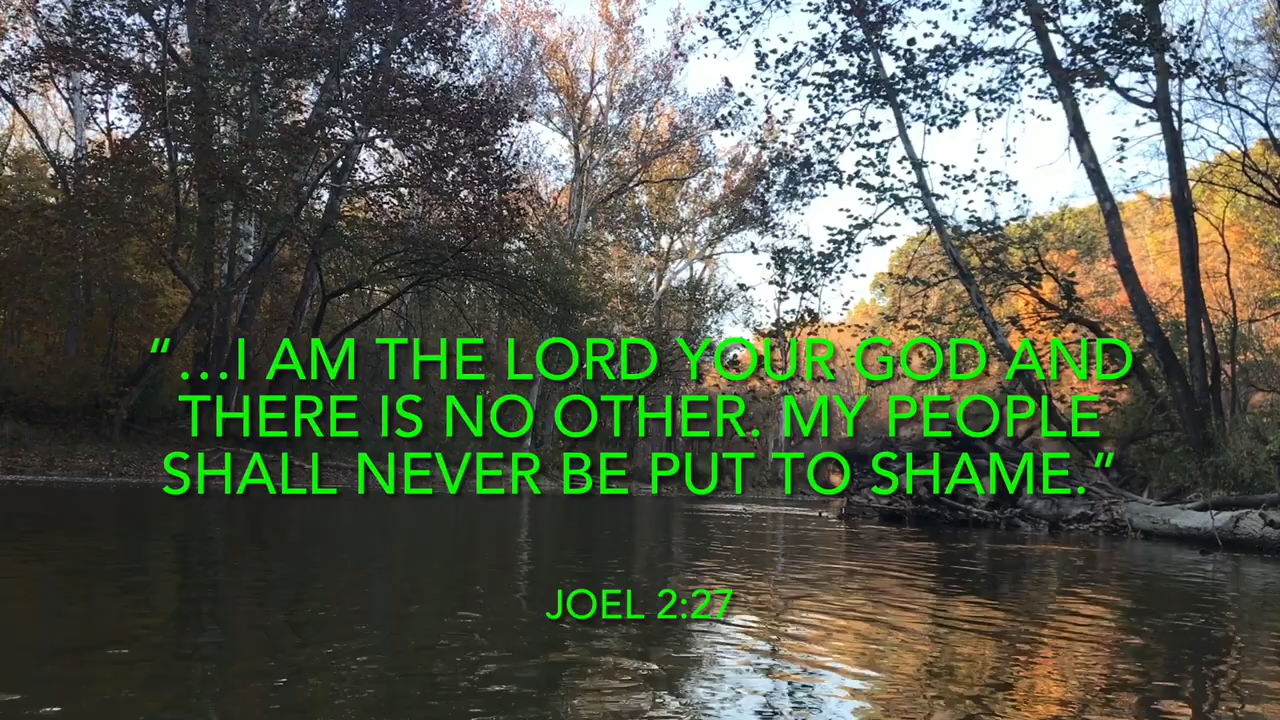 “ …I AM THE LORD YOUR GOD AND
THERE IS NO OTHER. MY PEOPLE
SHALL NEVER BE PUT TO SHAME.”
JOEL 2:27